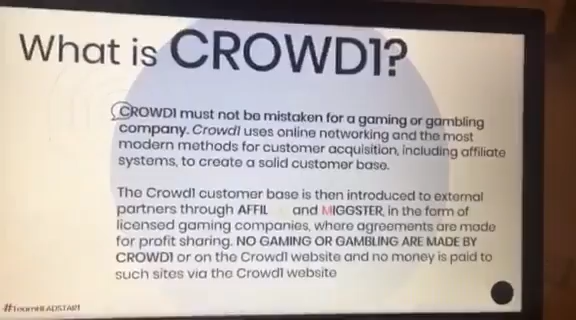 What is CROWD1?
CROWD1 must not be mistaken for a gaming or gambling
company. Crowd1 uses online networking and the most
modern methods for customer acquisition, including affiliate
systems, to create a solid customer base.
The Crowd1 customer base is then introduced to external
partners through AFFIL and MIGGSTER, in the form of
licensed gaming companies, where agreements are made
for profit sharing. NO GAMING OR GAMBLING ARE MADE BY
CROWD1 or on the Crowd1 website and no money is paid to
such sites via the Crowd1 website
#TeamHEADSTART